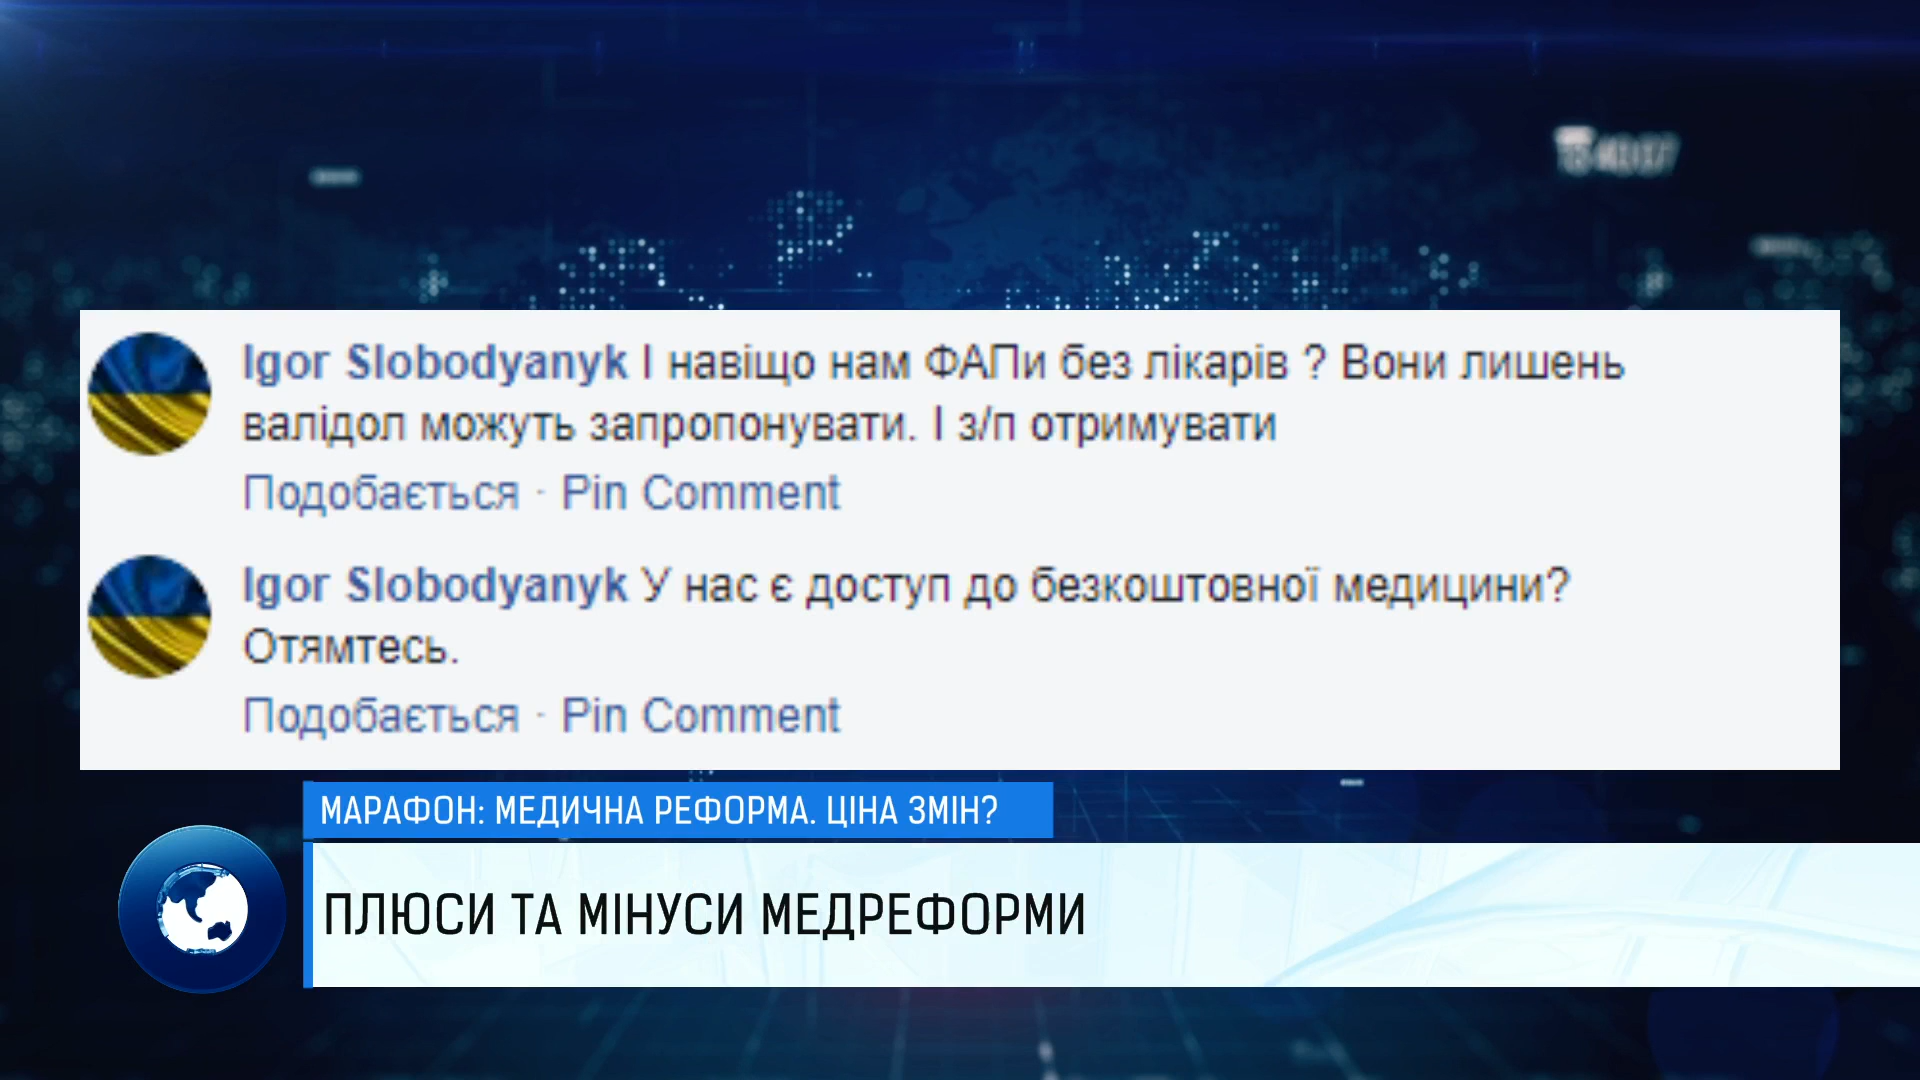 Igor Slobodyanyk І навіщо нам ФАПи без лікарів ? Вони лишень
валідол можуть запропонувати. І з/п отримувати
Подобається · Pin Comment
Igor Slobodyanyk У нас є доступ до безкоштовної медицини?
Отямтесь.
Подобається · Pin Comment
МАРАФОН: МЕДИЧНА РЕФОРМА. ЦІНА ЗМІН?
ПЛЮСИ ТА МІНУСИ МЕДРЕФОРМИ